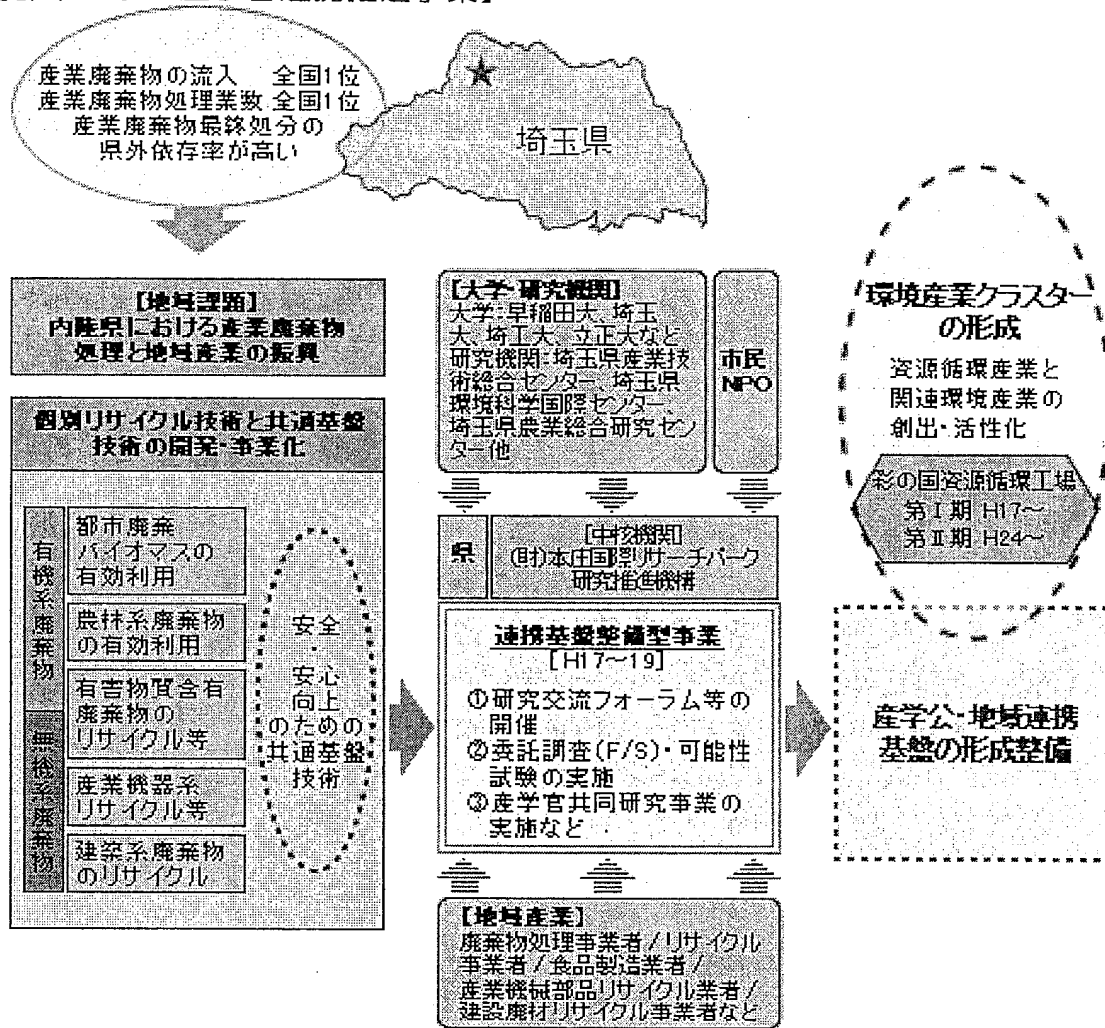 産業廃棄物の流入 全国1位
産業廃棄物処理業数 全国1位
産業廃棄物最終処分の
県外依存率が高い
埼玉県
【地域課題】
内陸県における産業廃棄物
処理と地域産業の振興
個別リサイクル技術と共通基盤
技術の開発・事業化
有機系廃棄物
無機系廃棄物
都市廃棄
バイオマスの
有効利用
農林系廃棄物
の有効利用
有害物質含有
廃棄物の
リサイクル等
産業機器系
リサイクル等
建築系廃棄物
のリサイクル
安全
・
安心
向上
のための
共通基盤
技術
【大学・研究機関】
大学:早稲田大、埼玉
大、埼工大、立正大など
研究機関:埼玉県産業技
術総合センター、埼玉県
環境科学国際センター、
埼玉県農業総合研究セン
ター他
市民
NPO
県
[中核機関]
(財)本庄国際リサーチパーク
研究推進機構
連携基盤整備型事業
[H17~19]
①研究交流フォーラム等の
開催
②委託調査(F/S)・可能性
試験の実施
③産学官共同研究事業の
実施など
【地域産業】
廃棄物処理事業者/リサイクル
事業者/食品製造業者/
産業機械部品リサイクル業者/
建設廃材リサイクル事業者など
環境産業クラスター
の形成
資源循環産業と
関連環境産業の
創出・活性化
彩の国資源循環工場
第Ⅰ期 H17~
第Ⅱ期 H24~
産学公・地域連携
基盤の形成整備